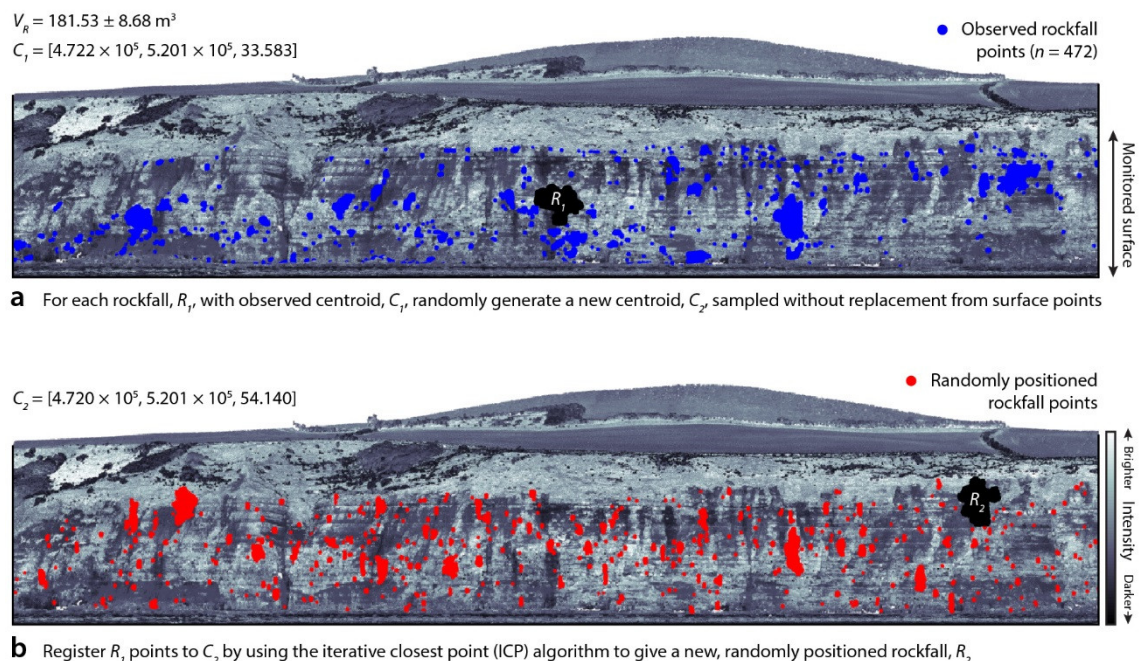 V_R = 181.53 ± 8.68 m³
C₁ = [4.722 × 10⁵, 5.201 × 10⁵, 33.583]
Observed rockfall
points (n = 472)
R₁
Monitored surface
a For each rockfall, R₁, with observed centroid, C₁, randomly generate a new centroid, C₂, sampled without replacement from surface points
C₂ = [4.720 × 10⁵, 5.201 × 10⁵, 54.140]
Randomly positioned
rockfall points
R₂
Darker Intensity Brighter
b Register R₁ points to C₂ by using the iterative closest point (ICP) algorithm to give a new, randomly positioned rockfall, R₂